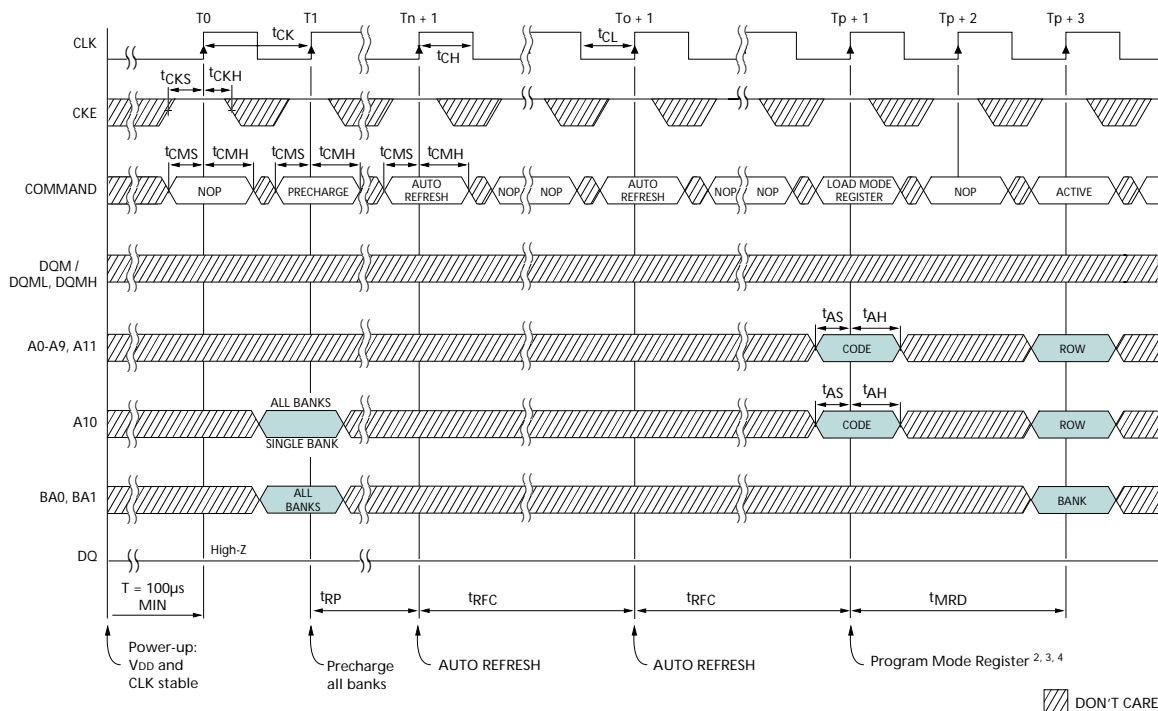 T0 T1 Tn + 1 To + 1 Tp + 1 Tp + 2 Tp + 3
CLK
tCK
tCH
tCL
tCKS tCKH
CKE
tCMS tCMH tCMS tCMH tCMS tCMH
COMMAND
NOP
PRECHARGE
AUTO
REFRESH
NOP
NOP
AUTO
REFRESH
NOP
NOP
LOAD MODE
REGISTER
NOP
ACTIVE
DQM /
DQML, DQMH
tAS tAH
A0-A9, A11
CODE
ROW
ALL BANKS
tAS tAH
A10
CODE
ROW
SINGLE BANK
BA0, BA1
ALL
BANKS
BANK
DQ
High-Z
T = 100µs
MIN
tRP
tRFC
tRFC
tMRD
Power-up:
VDD and
CLK stable
Precharge
all banks
AUTO REFRESH
AUTO REFRESH
Program Mode Register 2, 3, 4
DON'T CARE